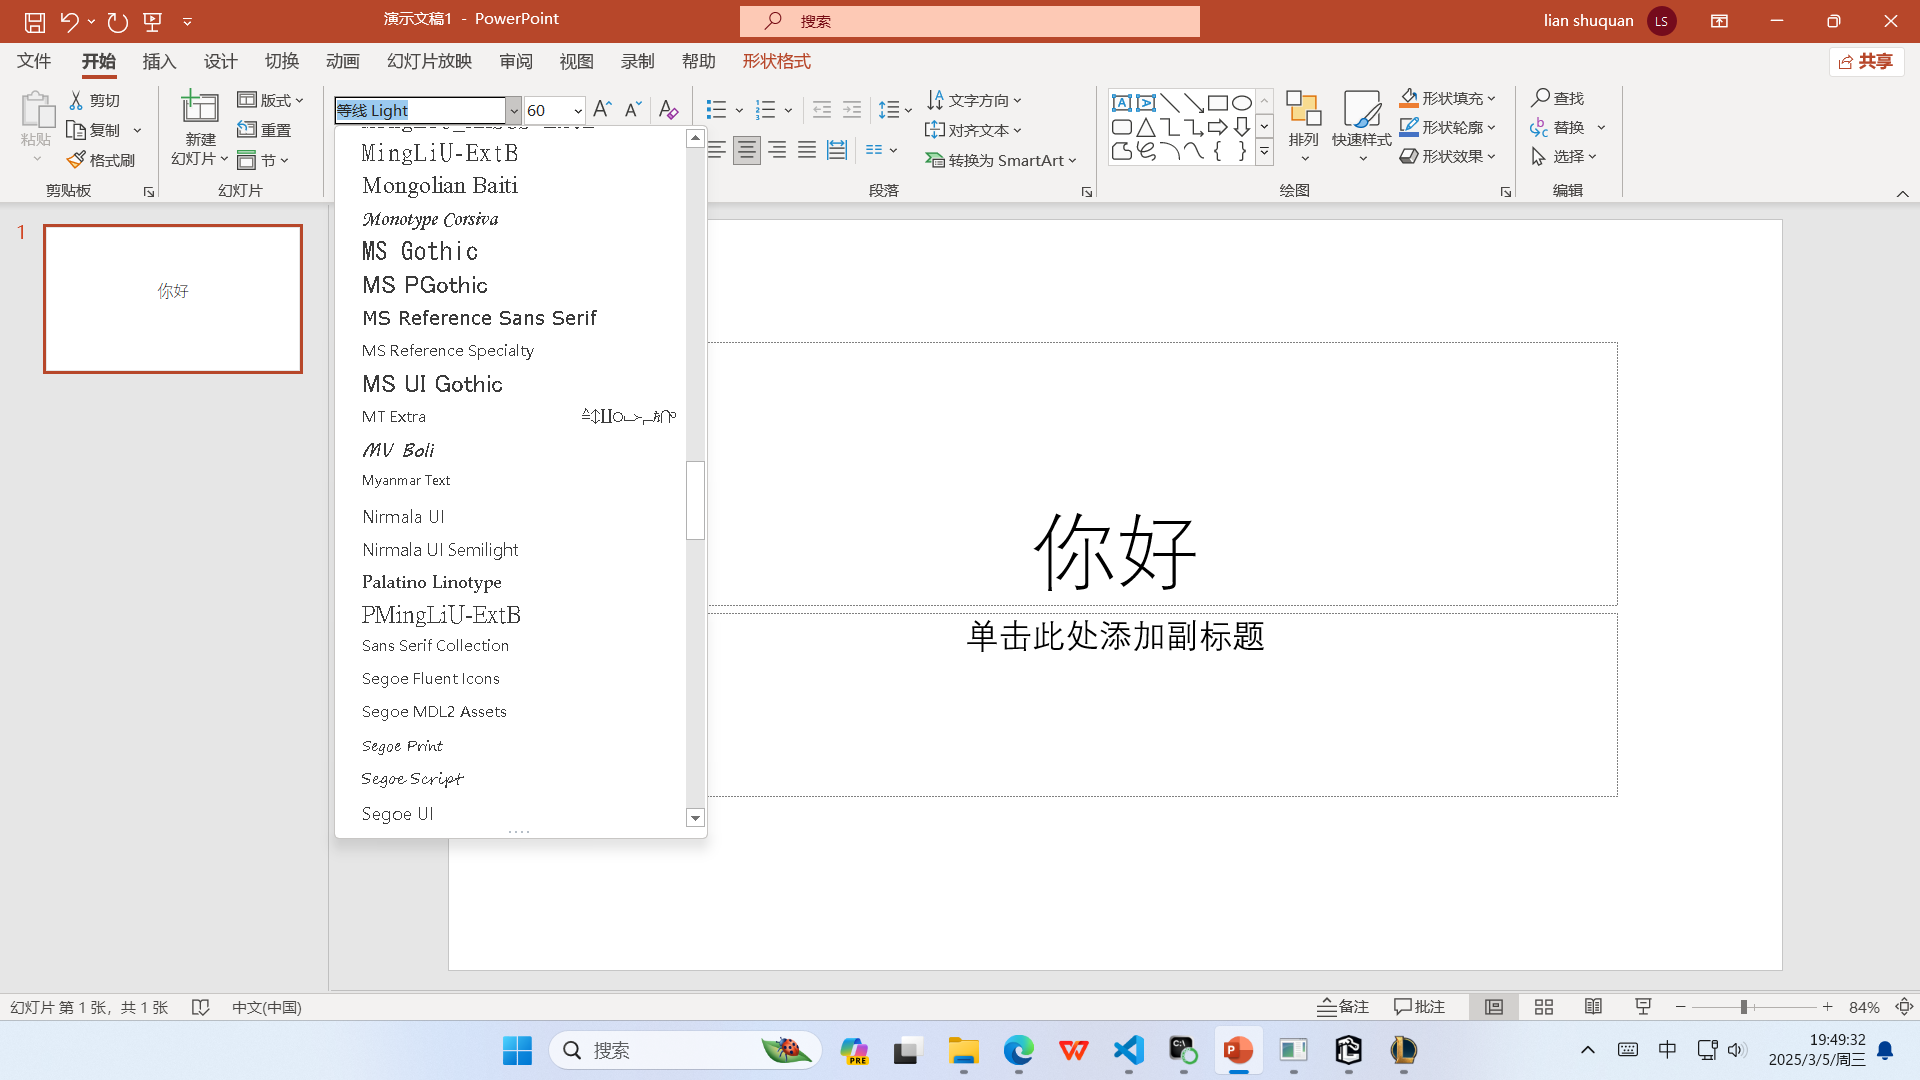 演示文稿1 - PowerPoint
搜索
lian shuquan
LS
文件 开始 插入 设计 切换 动画 幻灯片放映 审阅 视图 录制 帮助 形状格式
共享
粘贴
剪切
复制
格式刷
剪贴板
新建
幻灯片
版式
重置
节
幻灯片
等线 Light
60
文字方向
对齐文本
转换为 SmartArt
段落
排列
快速样式
形状填充
形状轮廓
形状效果
绘图
查找
替换
选择
编辑
MingLiU-ExtB
Mongolian Baiti
Monotype Corsiva
MS Gothic
MS PGothic
MS Reference Sans Serif
MS Reference Specialty
MS UI Gothic
MT Extra
MV Boli
Myanmar Text
Nirmala UI
Nirmala UI Semilight
Palatino Linotype
PMingLiU-ExtB
Sans Serif Collection
Segoe Fluent Icons
Segoe MDL2 Assets
Segoe Print
Segoe Script
Segoe UI
1
你好
你好
单击此处添加副标题
幻灯片 第 1 张，共 1 张
中文(中国)
备注
批注
84%
搜索
PRE
中
19:49:32
2025/3/5/周三